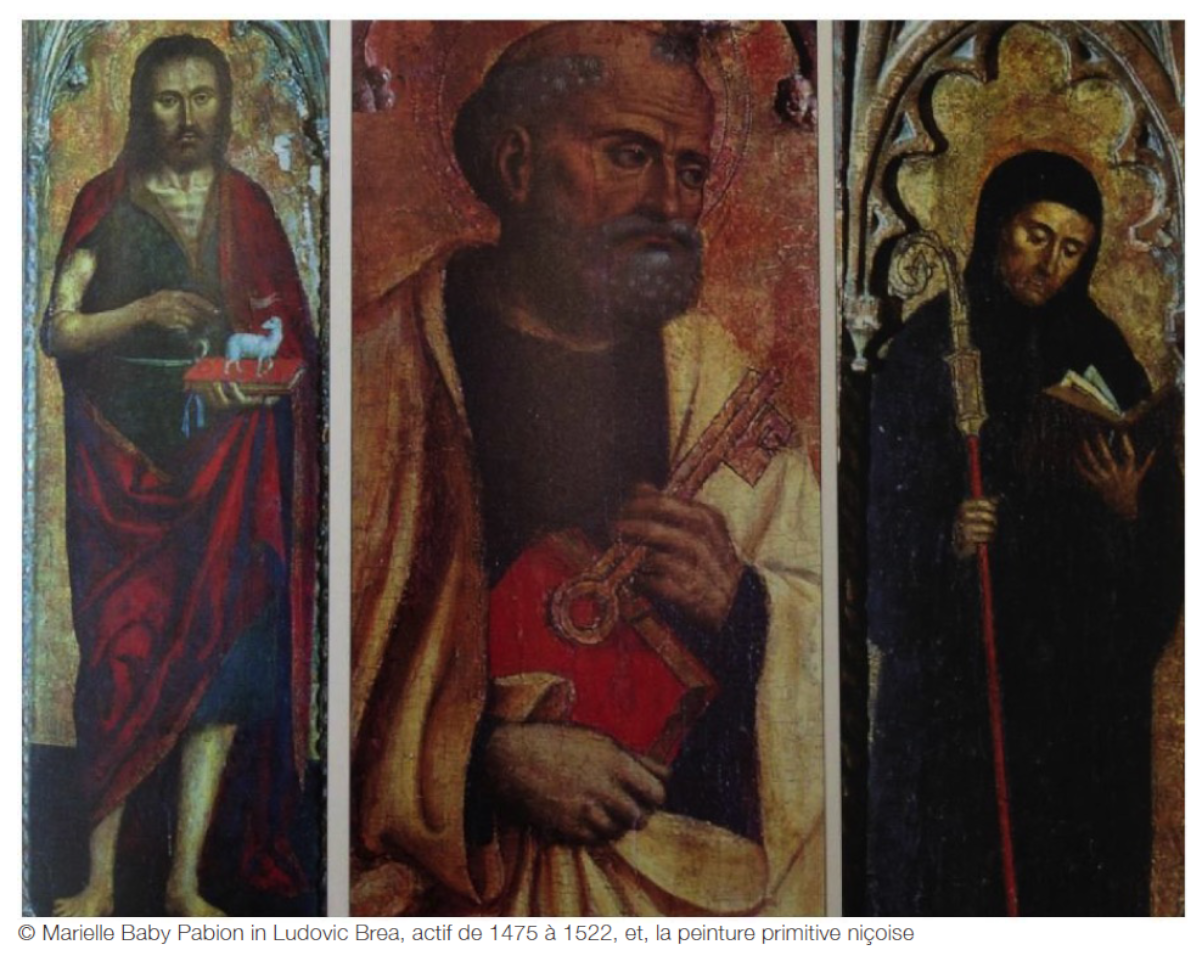 © Marielle Baby Pabion in Ludovic Brea, actif de 1475 à 1522, et, la peinture primitive niçoise